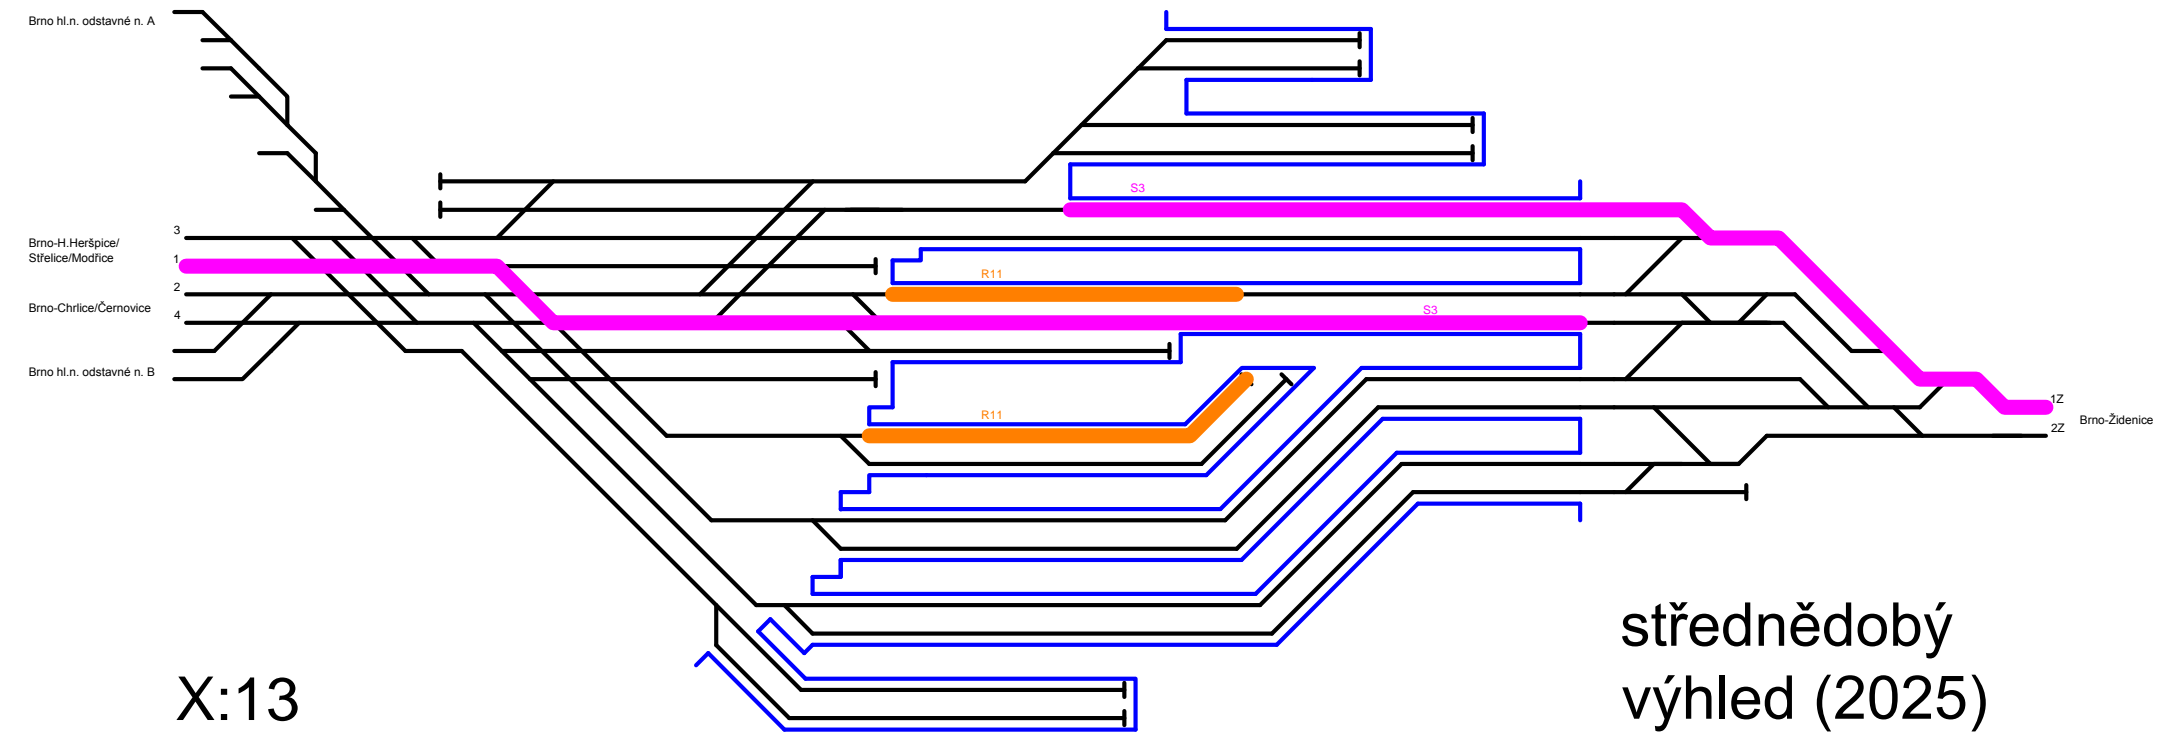 Brno hl.n. odstavné n. A
S3
3
Brno-H.Heršpice/
Střelice/Modřice
1
R11
2
Brno-Chrlice/Černovice
4
S3
Brno hl.n. odstavné n. B
1Z
R11
Brno-Židenice
2Z
střednědobý
výhled (2025)
X:13